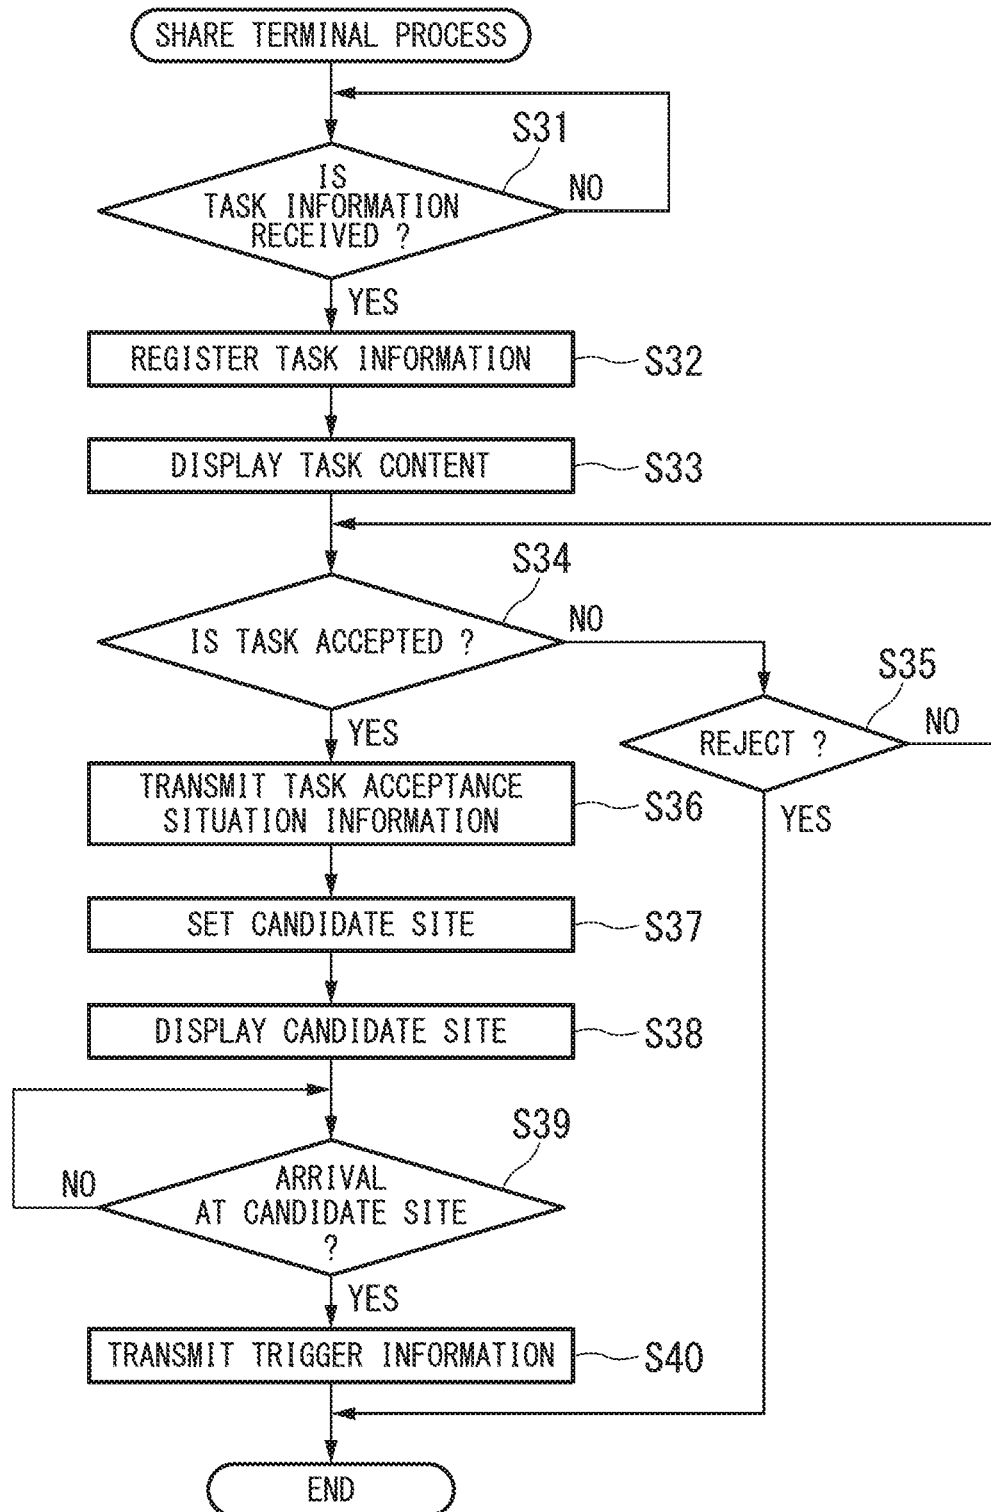 SHARE TERMINAL PROCESS
S31
IS
TASK INFORMATION
RECEIVED ?
NO
YES
REGISTER TASK INFORMATION
S32
DISPLAY TASK CONTENT
S33
S34
IS TASK ACCEPTED ?
NO
YES
S35
REJECT ?
NO
YES
TRANSMIT TASK ACCEPTANCE
SITUATION INFORMATION
S36
SET CANDIDATE SITE
S37
DISPLAY CANDIDATE SITE
S38
S39
ARRIVAL
AT CANDIDATE SITE
?
NO
YES
TRANSMIT TRIGGER INFORMATION
S40
END